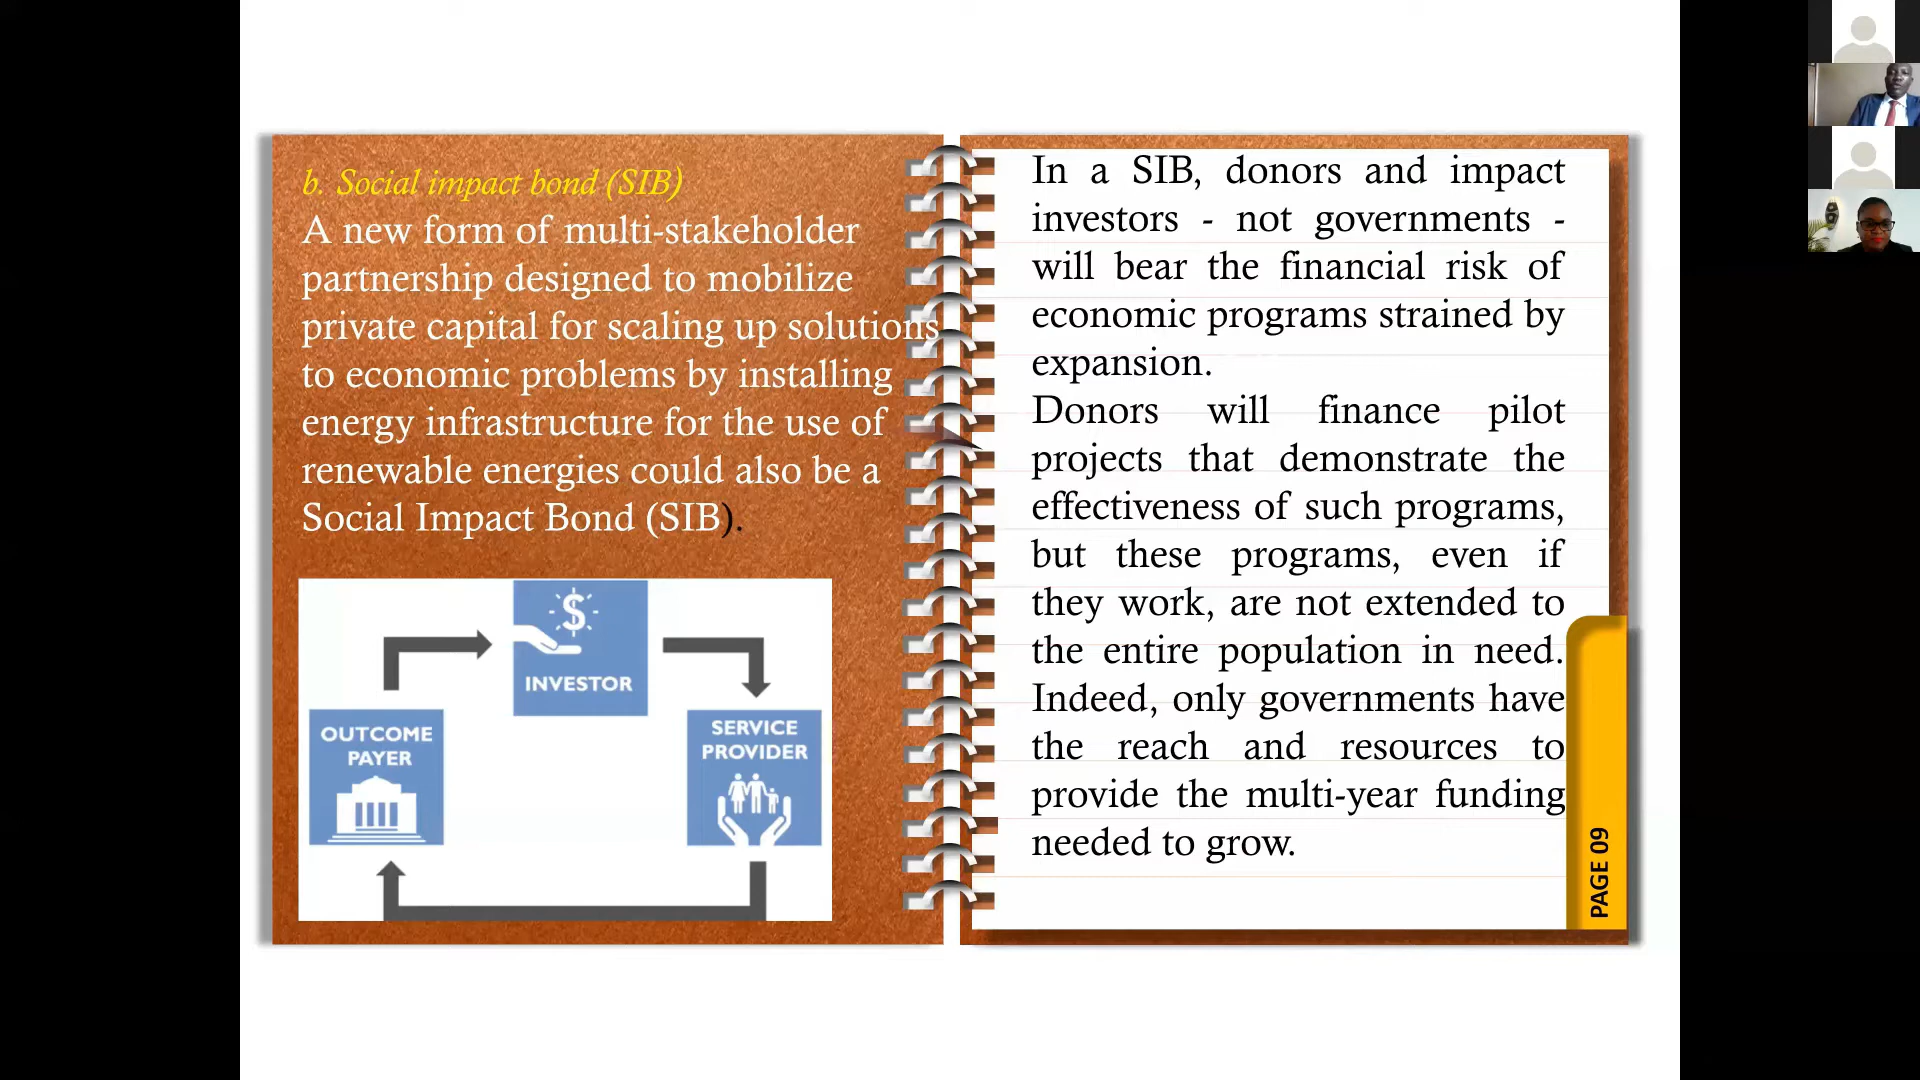 b. Social impact bond (SIB)
A new form of multi-stakeholder
partnership designed to mobilize
private capital for scaling up solutions
to economic problems by installing
energy infrastructure for the use of
renewable energies could also be a
Social Impact Bond (SIB).
INVESTOR
OUTCOME
PAYER
SERVICE
PROVIDER
In a SIB, donors and impact
investors - not governments -
will bear the financial risk of
economic programs strained by
expansion.
Donors will finance pilot
projects that demonstrate the
effectiveness of such programs,
but these programs, even if
they work, are not extended to
the entire population in need.
Indeed, only governments have
the reach and resources to
provide the multi-year funding
needed to grow.
PAGE 09